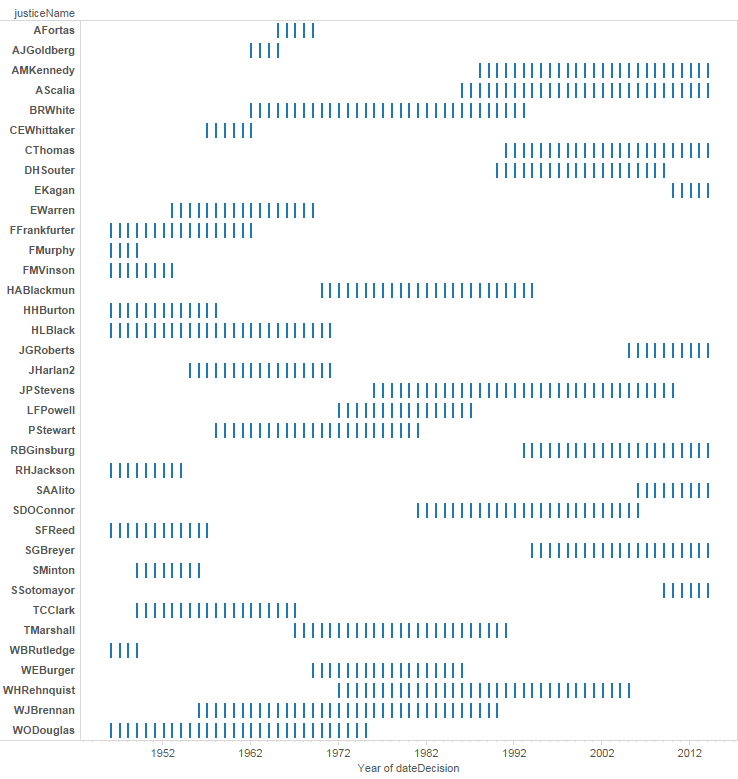 justiceName
AFortas
AJGoldberg
AMKennedy
AScalia
BRWhite
CEWhittaker
CThomas
DHSouter
EKagan
EWarren
FFrankfurter
FMurphy
FMVinson
HABlackmun
HHBurton
HLBlack
JGRoberts
JHarlan2
JPStevens
LFPowell
PStewart
RBGinsburg
RHJackson
SAAlito
SDOConnor
SFReed
SGBreyer
SMinton
SSotomayor
TCClark
TMarshall
WBRutledge
WEBurger
WHRehnquist
WJBrennan
WODouglas
1952 1962 1972 1982 1992 2002 2012
Year of dateDecision